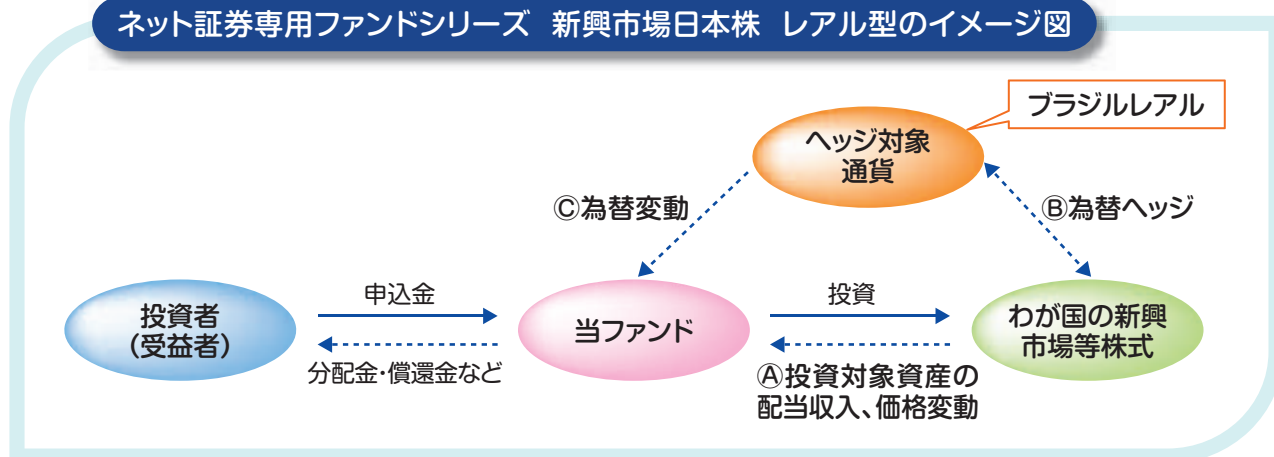 ネット証券専用ファンドシリーズ 新興市場日本株 レアル型のイメージ図
ブラジルレアル
ヘッジ対象
通貨
Ⓒ為替変動
Ⓑ為替ヘッジ
投資者
(受益者)
申込金
分配金・償還金など
当ファンド
投資
Ⓐ投資対象資産の
配当収入、価格変動
わが国の新興
市場等株式